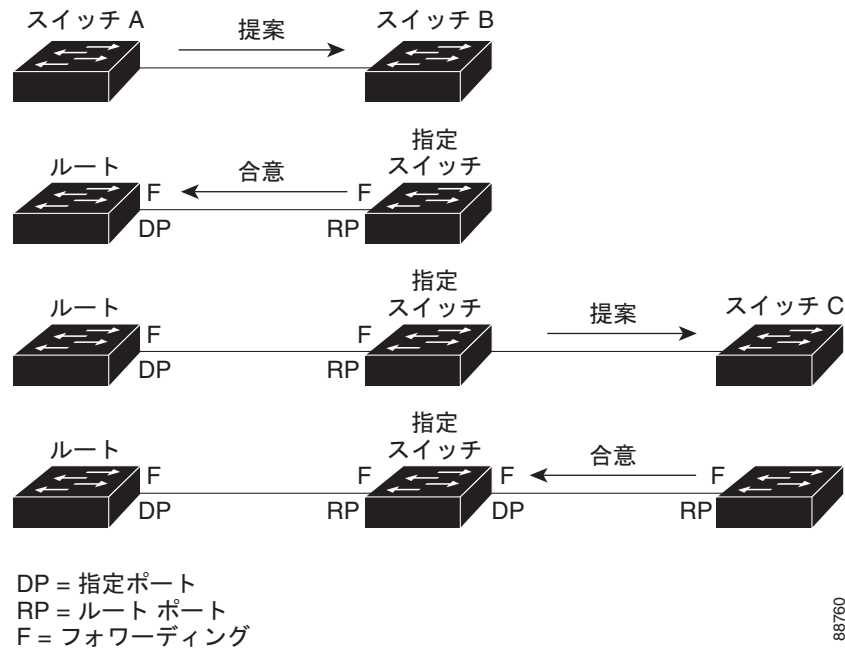 スイッチ A
提案
スイッチ B
ルート
合意
指定
スイッチ
F
F
DP
RP
ルート
指定
スイッチ
提案
スイッチ C
F
F
DP
RP
ルート
指定
スイッチ
合意
F
F
F
F
DP
RP
DP
RP
DP = 指定ポート
RP = ルート ポート
F = フォワーディング
88760